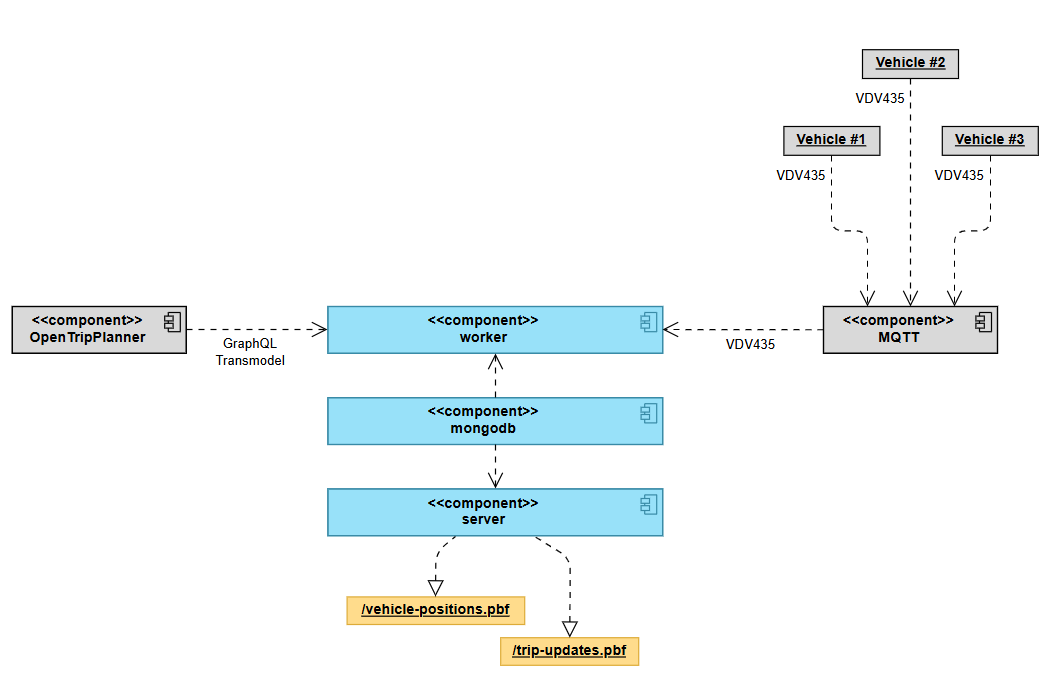 Vehicle #2
VDV435
Vehicle #1
Vehicle #3
VDV435
VDV435
<<component>>
OpenTripPlanner
GraphQL
Transmodel
<<component>>
worker
VDV435
<<component>>
MQTT
<<component>>
mongodb
<<component>>
server
/vehicle-positions.pbf
/trip-updates.pbf